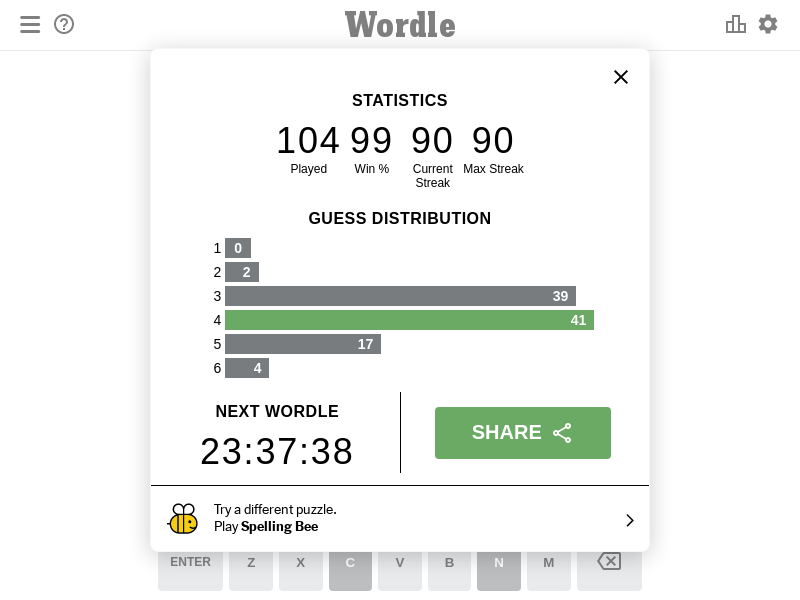 Wordle
STATISTICS
104 99 90 90
Played Win % Current Streak Max Streak
GUESS DISTRIBUTION
1 0
2 2
3 39
4 41
5 17
6 4
NEXT WORDLE
23:37:38
SHARE
Try a different puzzle.
Play Spelling Bee
ENTER Z X C V B N M